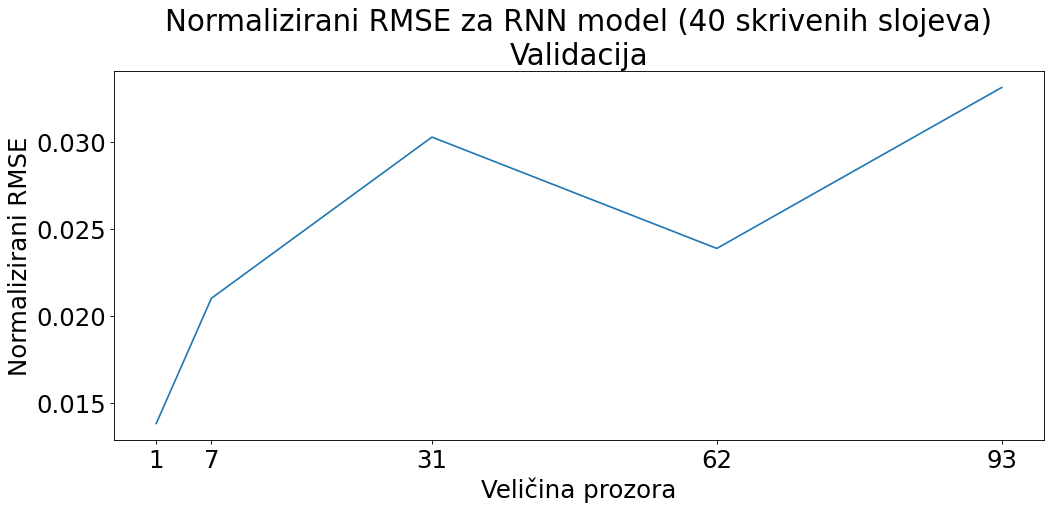 Normalizirani RMSE za RNN model (40 skrivenih slojeva)
Validacija
Normalizirani RMSE
0.030
0.025
0.020
0.015
1 7 31 62 93
Veličina prozora